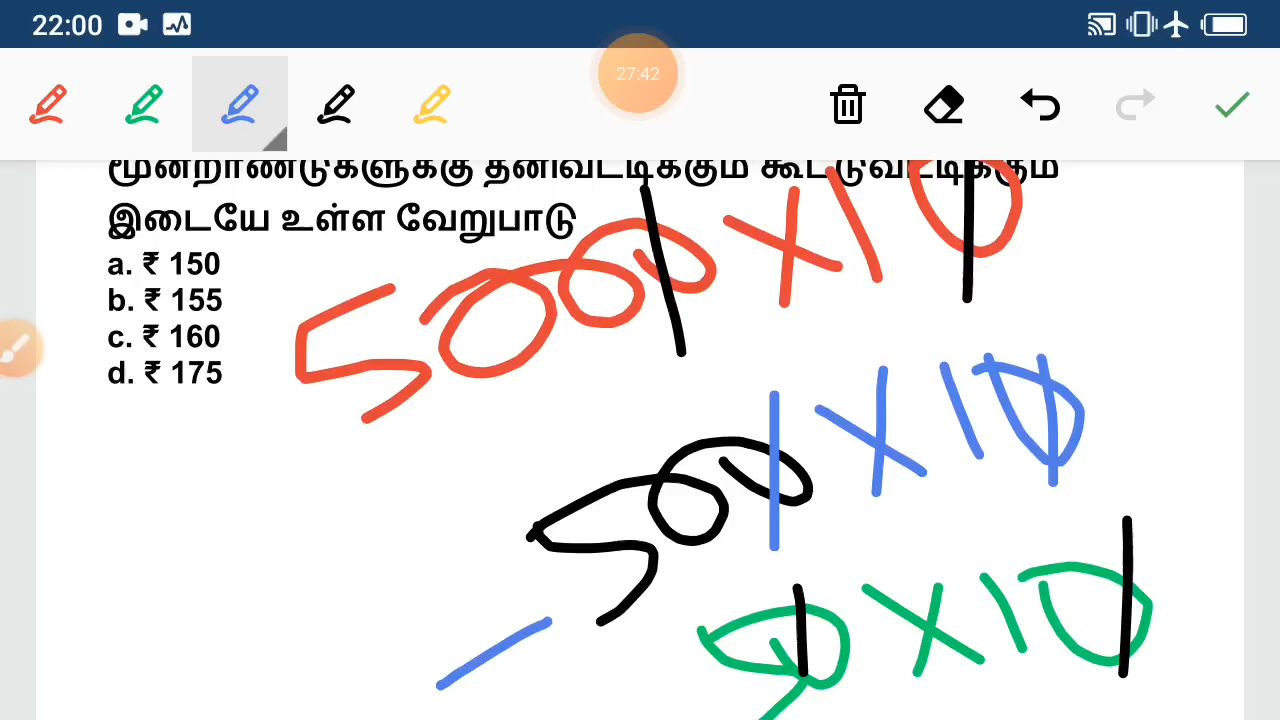 22:00
27:42
மூன்றாண்டுகளுக்கு தனிவட்டிக்கும் கூட்டுவட்டிக்கும்
இடையே உள்ள வேறுபாடு
a. ₹ 150
b. ₹ 155
c. ₹ 160
d. ₹ 175
5000 x 10
500 x 10
50 x 10